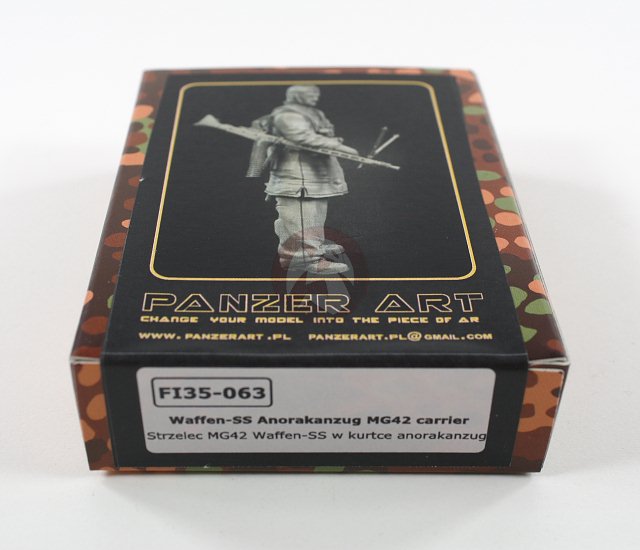 PANZER ART
CHANGE YOUR MODEL INTO THE PIECE OF AR
WWW.PANZERART.PL PANZERART.PL@GMAIL.COM
FI35-063
Waffen-SS Anorakanzug MG42 carrier
Strzelec MG42 Waffen-SS w kurtce anorakanzug